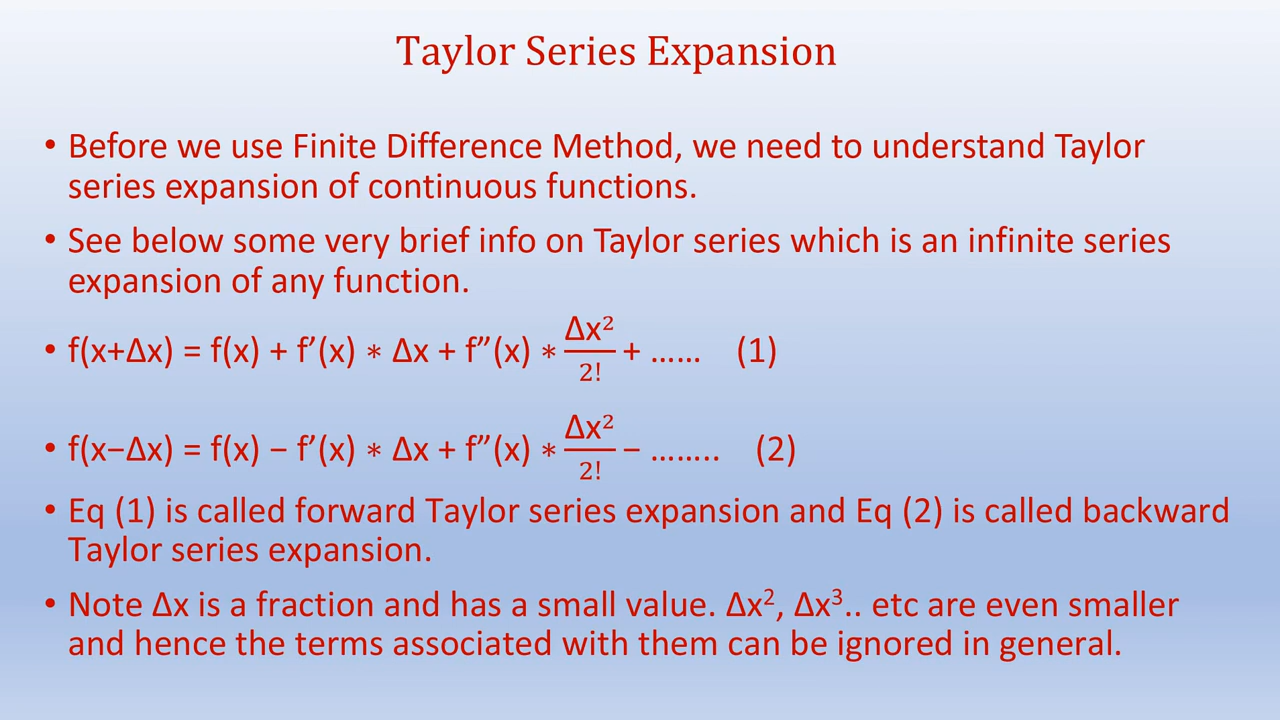 Taylor Series Expansion
• Before we use Finite Difference Method, we need to understand Taylor
series expansion of continuous functions.
• See below some very brief info on Taylor series which is an infinite series
expansion of any function.
• f(x+Δx) = f(x) + f’(x) ∗ Δx + f”(x) ∗ Δx²/2! + …… (1)
• f(x−Δx) = f(x) − f’(x) ∗ Δx + f”(x) ∗ Δx²/2! − …….. (2)
• Eq (1) is called forward Taylor series expansion and Eq (2) is called backward
Taylor series expansion.
• Note Δx is a fraction and has a small value. Δx², Δx³.. etc are even smaller
and hence the terms associated with them can be ignored in general.